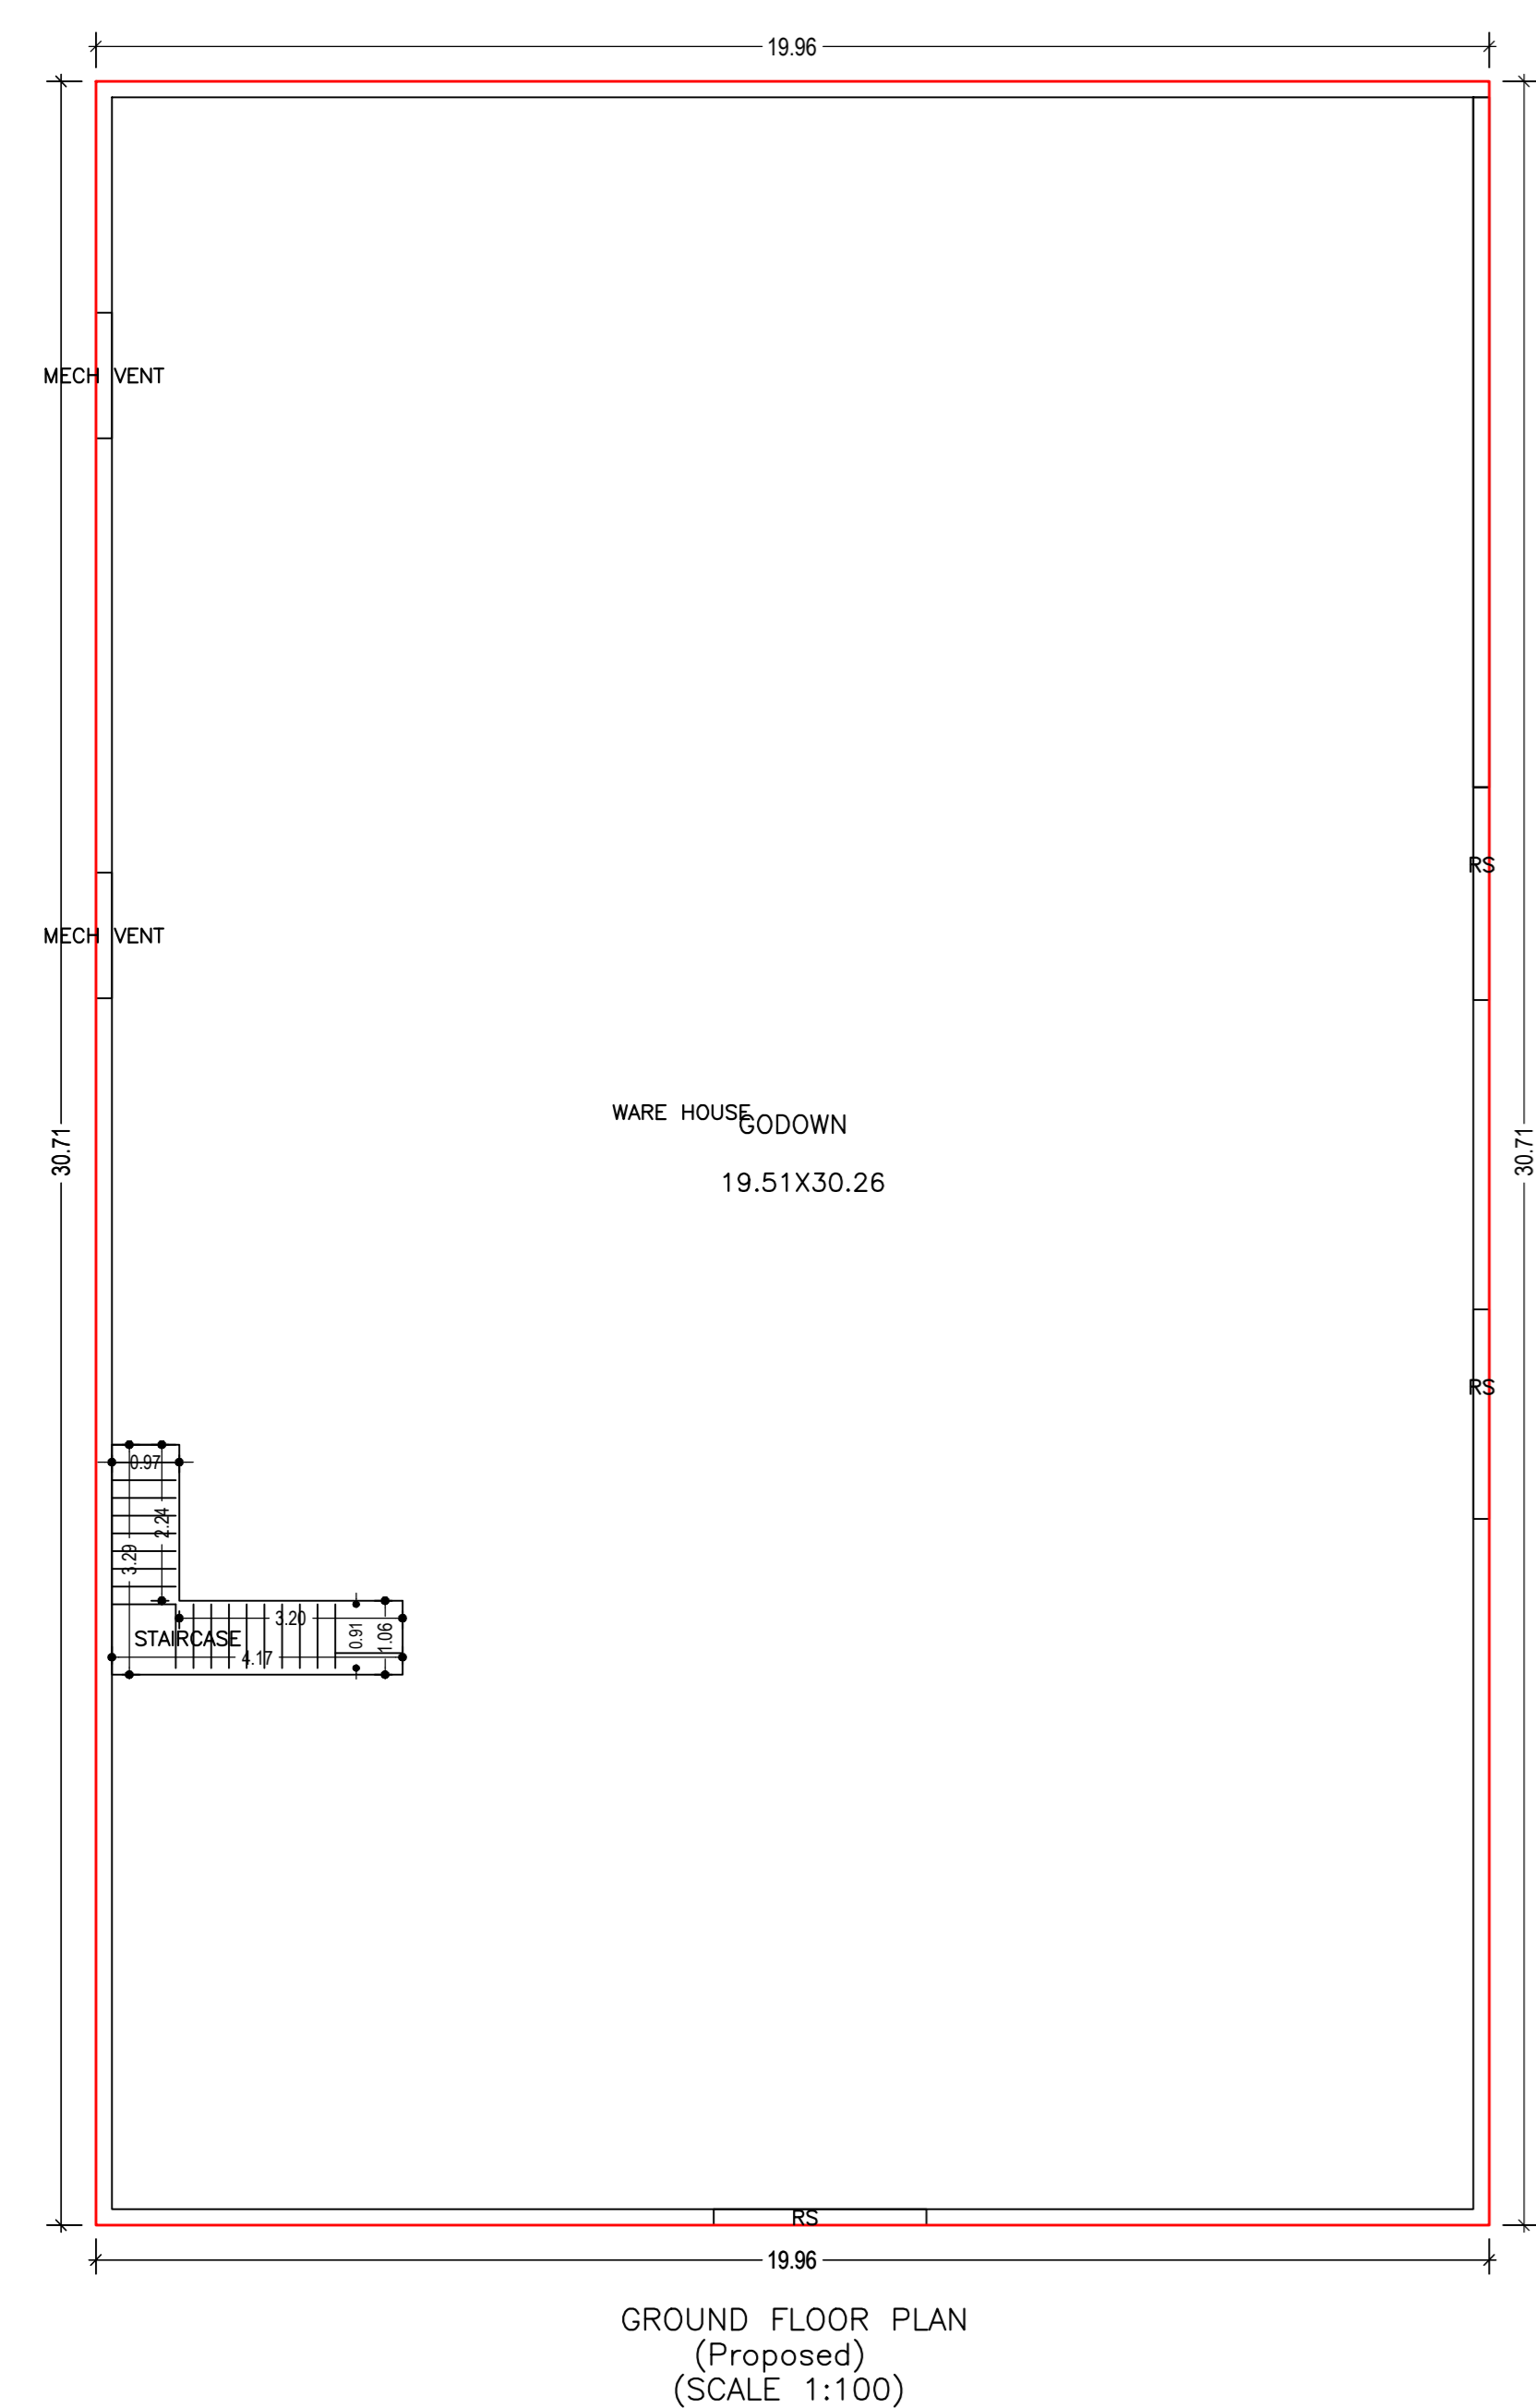 19.96
MECH VENT
RS
MECH VENT
WARE HOUSE
GODOWN
30.71
30.71
19.51X30.26
RS
0.97
2.24
3.29
3.20
0.91
1.06
STAIRCASE
4.17
RS
19.96
GROUND FLOOR PLAN
(Proposed)
(SCALE 1:100)